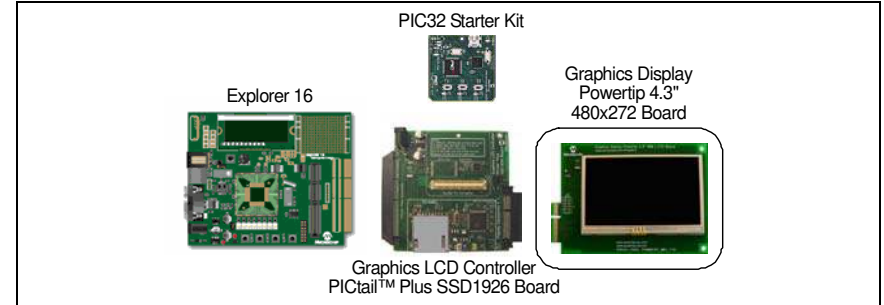 PIC32 Starter Kit
Explorer 16
Graphics Display
Powertip 4.3"
480x272 Board
Graphics LCD Controller
PICtail™ Plus SSD1926 Board